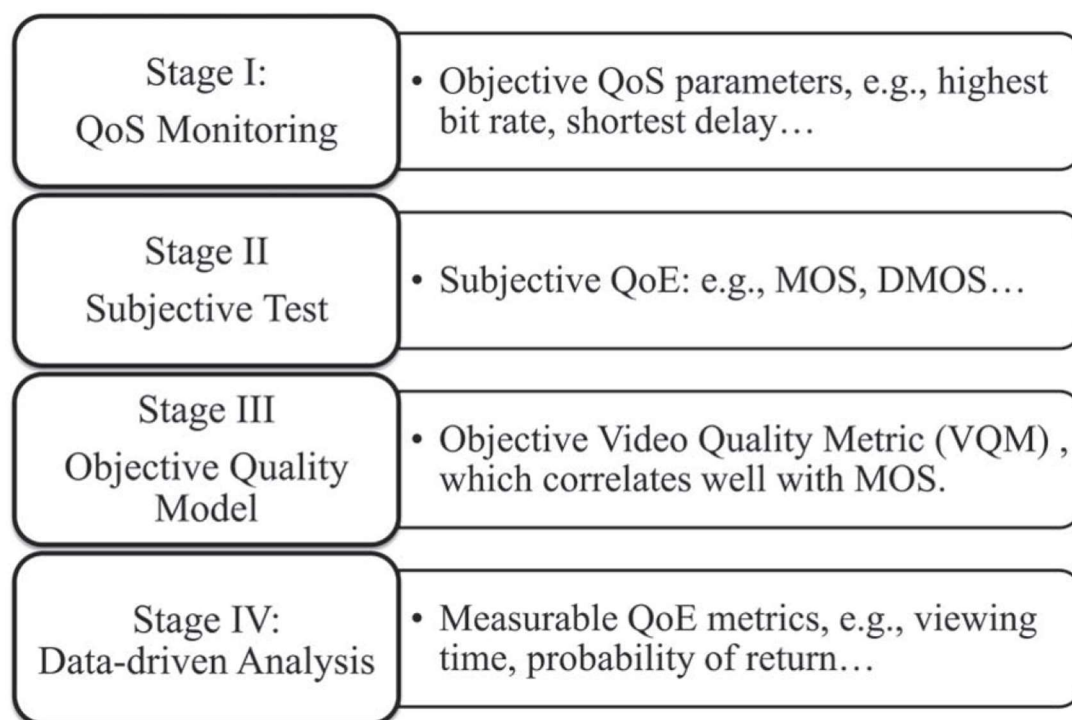 Stage I:
QoS Monitoring
• Objective QoS parameters, e.g., highest
bit rate, shortest delay…
Stage II
Subjective Test
• Subjective QoE: e.g., MOS, DMOS…
Stage III
Objective Quality
Model
• Objective Video Quality Metric (VQM) ,
which correlates well with MOS.
Stage IV:
Data-driven Analysis
• Measurable QoE metrics, e.g., viewing
time, probability of return…